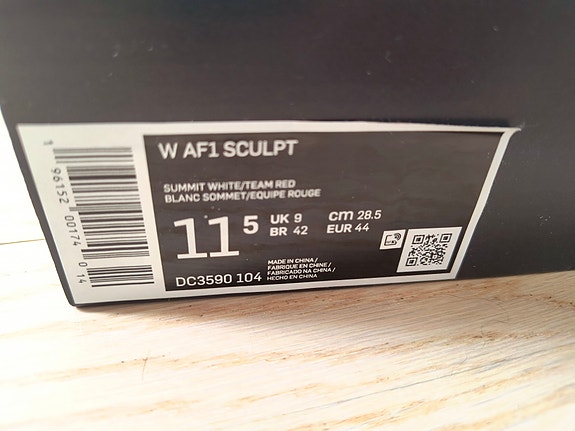 W AF1 SCULPT
SUMMIT WHITE/TEAM RED
BLANC SOMMET/EQUIPE ROUGE
11 5 UK 9 CM 28.5
BR 42 EUR 44
DC3590 104
MADE IN CHINA /
FABRIQUE EN CHINE /
FABRICADO NA CHINA /
HECHO EN CHINA
1 96152 00174 0 14